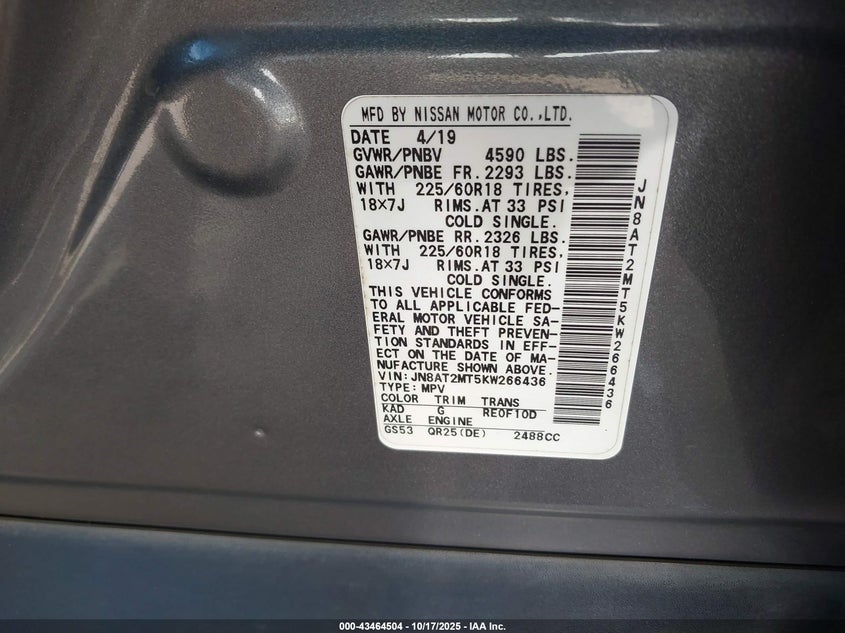 MFD BY NISSAN MOTOR CO.,LTD.
DATE 4/19
GVWR/PNBV 4590 LBS.
GAWR/PNBE FR. 2293 LBS.
WITH 225/60R18 TIRES,
18×7J RIMS. AT 33 PSI
COLD SINGLE.
GAWR/PNBE RR. 2326 LBS.
WITH 225/60R18 TIRES,
18×7J RIMS. AT 33 PSI
COLD SINGLE.
THIS VEHICLE CONFORMS
TO ALL APPLICABLE FED-
ERAL MOTOR VEHICLE SA-
FETY AND THEFT PREVEN-
TION STANDARDS IN EFF-
ECT ON THE DATE OF MA-
NUFACTURE SHOWN ABOVE.
VIN: JN8AT2MT5KW266436
TYPE: MPV
COLOR TRIM TRANS
KAD G RE0F10D
AXLE ENGINE
GS53 QR25(DE) 2488CC
JN8AT2MT5KW266436
000-43464504 - 10/17/2025 - IAA Inc.